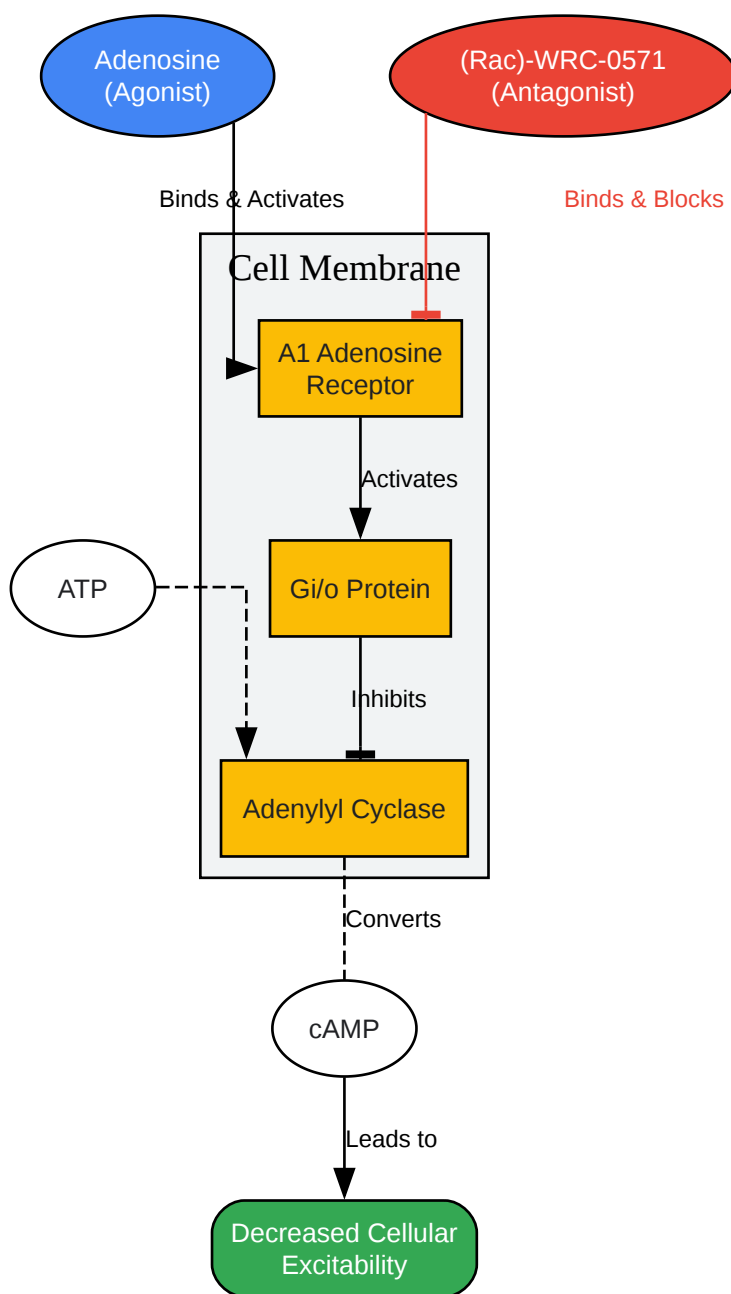 Adenosine
(Agonist)
(Rac)-WRC-0571
(Antagonist)
Binds & Activates
Binds & Blocks
Cell Membrane
A1 Adenosine
Receptor
Activates
ATP
Gi/o Protein
Inhibits
Adenylyl Cyclase
Converts
cAMP
Leads to
Decreased Cellular
Excitability